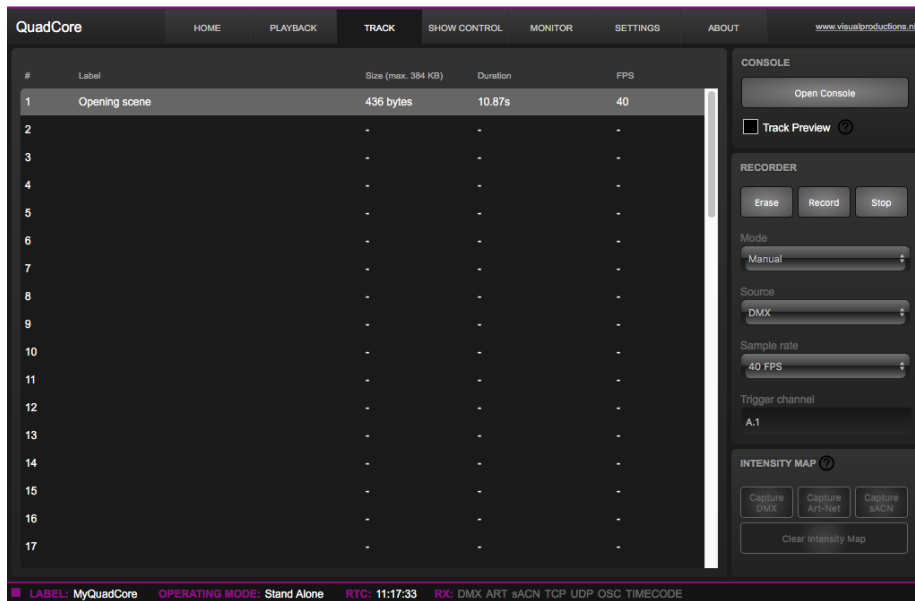 QuadCore HOME PLAYBACK TRACK SHOW CONTROL MONITOR SETTINGS ABOUT www.visualproductions.nl
# Label Size (max. 384 KB) Duration FPS
1 Opening scene 436 bytes 10.87s 40
2 - - -
3 - - -
4 - - -
5 - - -
6 - - -
7 - - -
8 - - -
9 - - -
10 - - -
11 - - -
12 - - -
13 - - -
14 - - -
15 - - -
16 - - -
17 - - -
CONSOLE
Open Console
Track Preview ?
RECORDER
Erase Record Stop
Mode
Manual
Source
DMX
Sample rate
40 FPS
Trigger channel
A.1
INTENSITY MAP ?
Capture DMX
Capture Art-Net
Capture sACN
Clear Intensity Map
LABEL: MyQuadCore OPERATING MODE: Stand Alone RTC: 11:17:33 RX: DMX ART sACN TCP UDP OSC TIMECODE